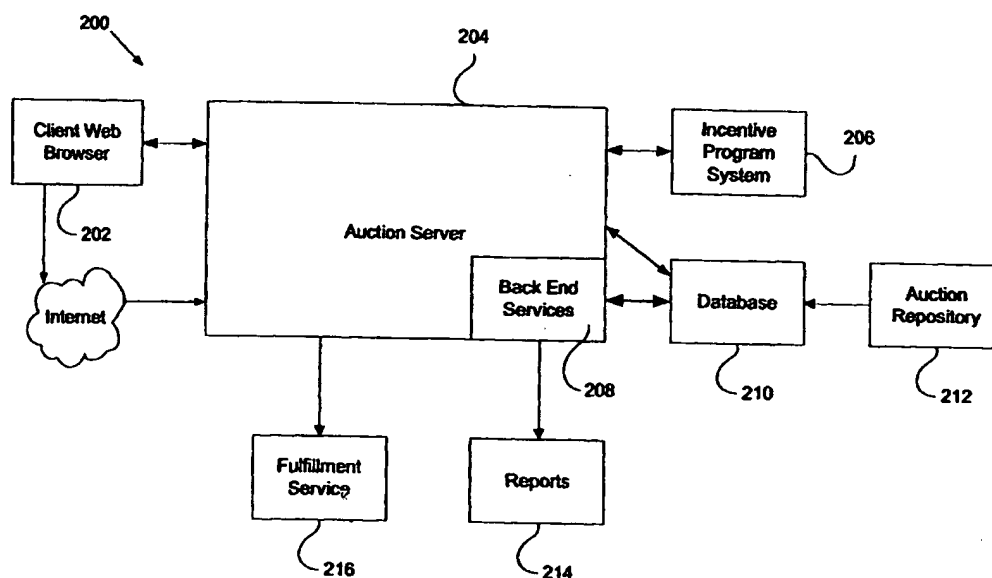 200
204
Client Web
Browser
Incentive
Program
System
206
202
Auction Server
Internet
Back End
Services
Database
Auction
Repository
208
210
212
Fulfillment
Service
Reports
216
214